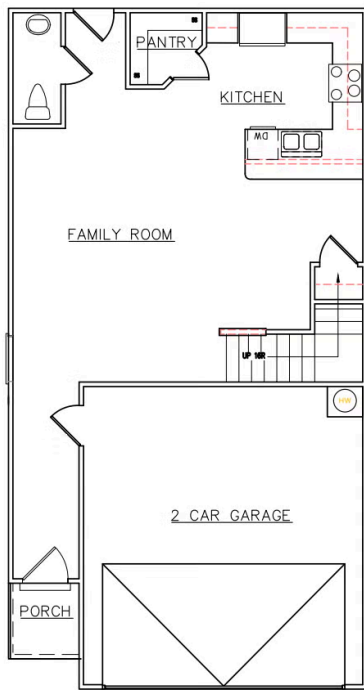 PANTRY
KITCHEN
DW
FAMILY ROOM
UP 16R
HW
2 CAR GARAGE
PORCH